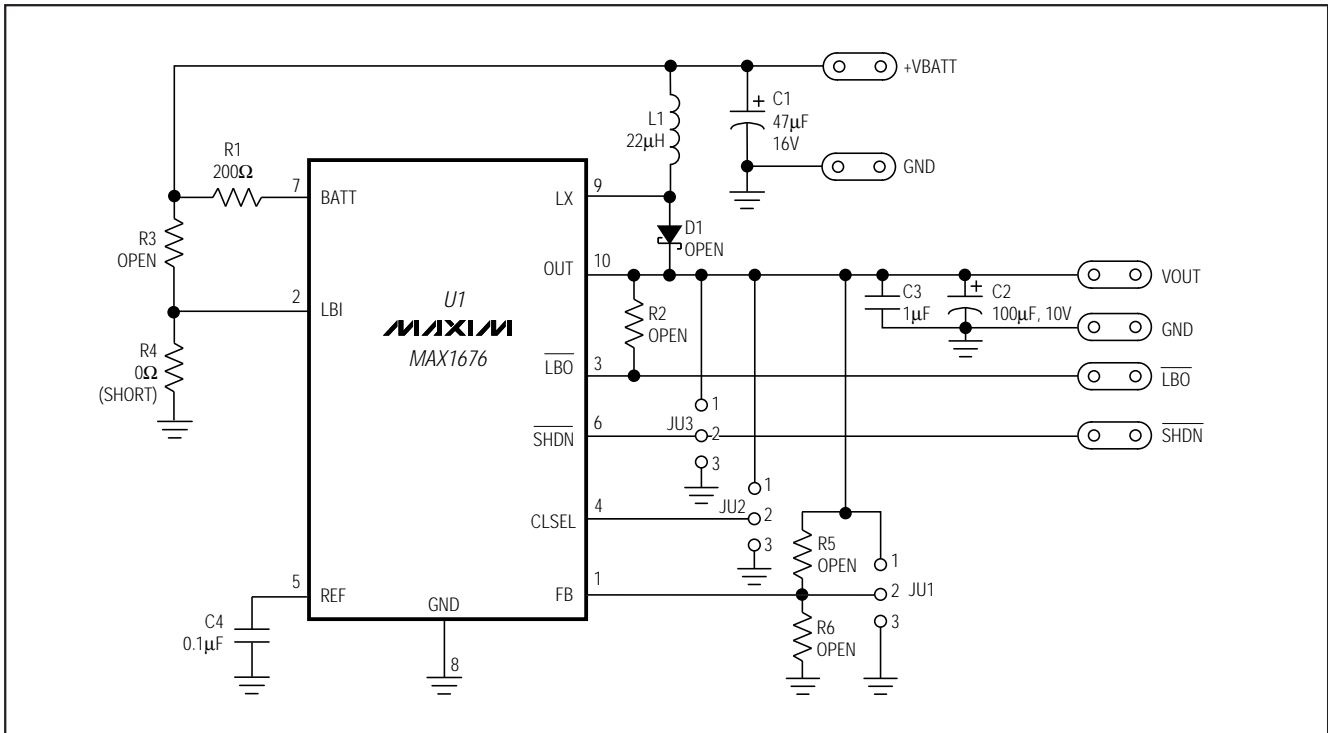 +VBATT
C1
47µF
16V
+
L1
22µH
GND
R1
200Ω
7
BATT
LX
9
R3
OPEN
D1
OPEN
OUT
10
VOUT
2
LBI
U1
MAXIM
MAX1676
R2
OPEN
C3
1µF
+
C2
100µF, 10V
GND
R4
0Ω
(SHORT)
LBO
3
LBO
1
JU3
2
3
SHDN
6
SHDN
1
JU2
2
3
CLSEL
4
R5
OPEN
1
2
JU1
3
5
REF
GND
FB
1
R6
OPEN
C4
0.1µF
8